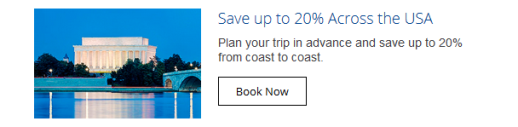 Save up to 20% Across the USA
Plan your trip in advance and save up to 20%
from coast to coast.
Book Now